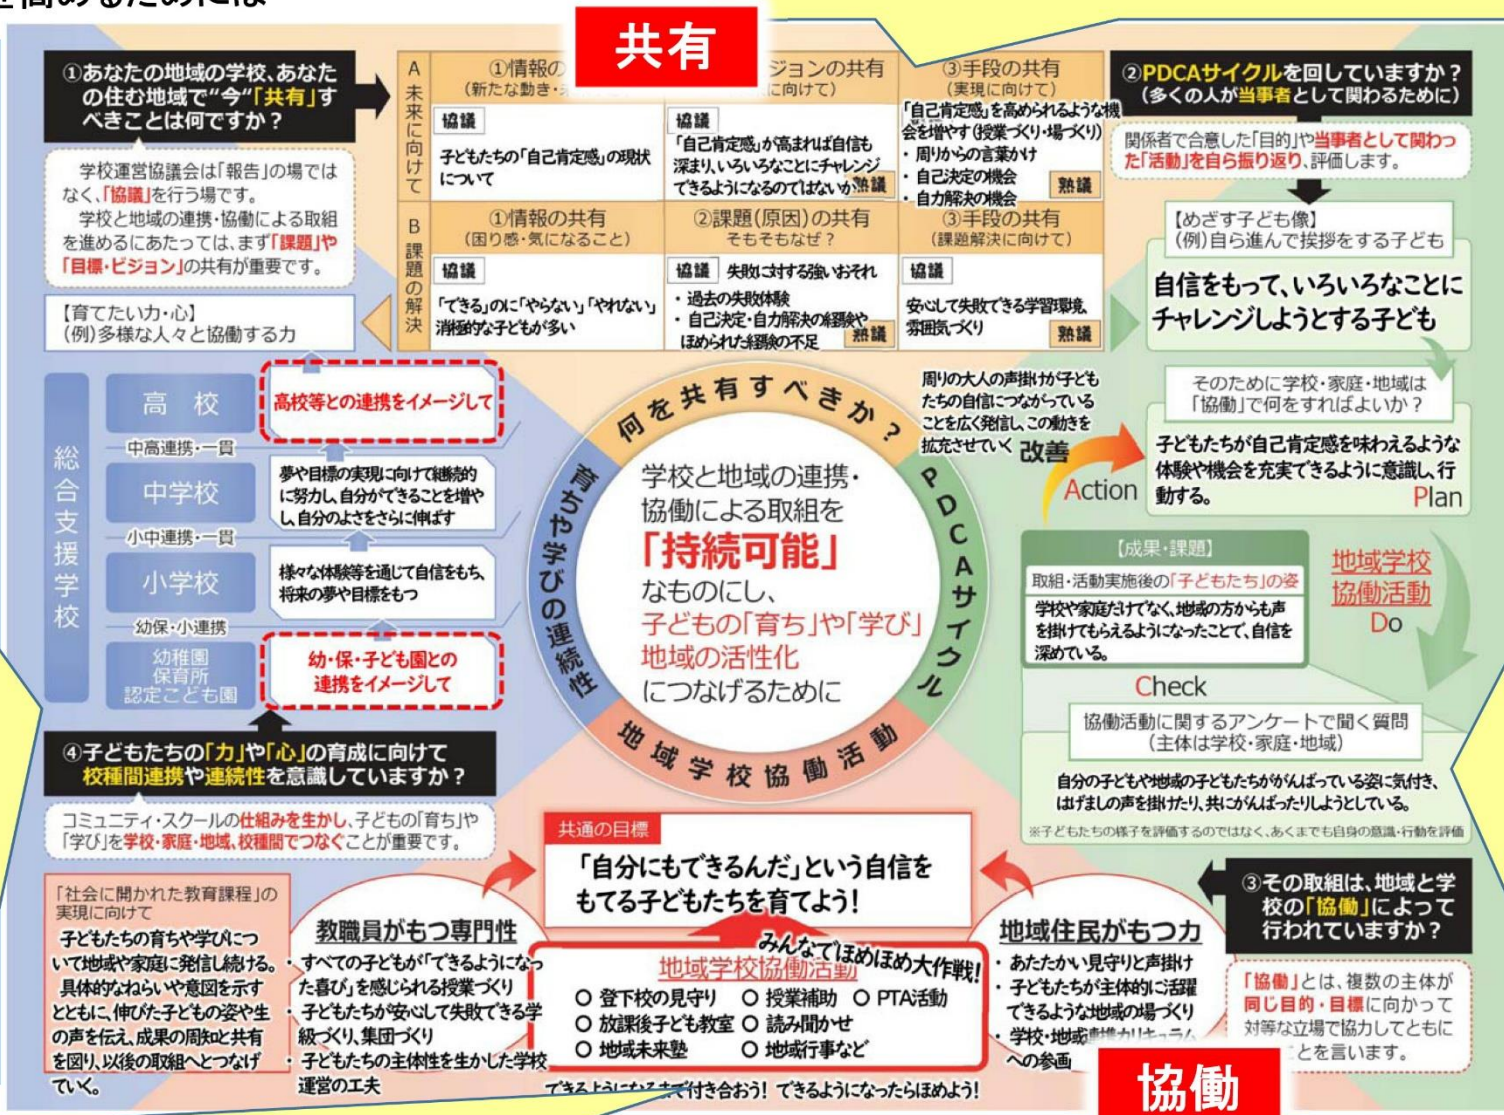 を高めるためには
共有
①あなたの地域の学校、あなた
の住む地域で“今“「共有」す
べきことは何ですか?
学校運営協議会は「報告」の場では
なく、「協議」を行う場です。
学校と地域の連携・協働による取組
を進めるにあたっては、まず「課題」や
「目標・ビジョン」の共有が重要です。
【育てたい力・心】
(例)多様な人々と協働する力
A
未来に向けて
①情報の
(新たな動き・
協議
子どもたちの「自己肯定感」の現状
について
ジョンの共有
に向けて)
協議
「自己肯定感」が高まれば自信も
深まり、いろいろなことにチャレンジ
できるようになるのではないか
熟議
③手段の共有
(実現に向けて)
「自己肯定感」を高められるような機
会を増やす(授業づくり・場づくり)
・ 周りからの言葉かけ
・ 自己決定の機会
・ 自力解決の機会
熟議
B
課題の解決
①情報の共有
(困り感・気になること)
協議
「できる」のに「やらない」「やれない」
消極的な子どもが多い
②課題(原因)の共有
そもそもなぜ?
協議
失敗に対する強いおそれ
・ 過去の失敗体験
・ 自己決定・自力解決の経験や
ほめられた経験の不足
熟議
③手段の共有
(課題解決に向けて)
協議
安心して失敗できる学習環境、
雰囲気づくり
熟議
②PDCAサイクルを回していますか?
(多くの人が当事者として関わるために)
関係者で合意した「目的」や当事者として関わっ
た「活動」を自ら振り返り、評価します。
【めざす子ども像】
(例)自ら進んで挨拶をする子ども
自信をもって、いろいろなことに
チャレンジしようとする子ども
そのために学校・家庭・地域は
「協働」で何をすればよいか?
子どもたちが自己肯定感を味わえるような
体験や機会を充実できるように意識し、行
動する。
Plan
周りの大人の声掛けが子ども
たちの自信につながっている
ことを広く発信し、この動きを
拡充させていく
改善
Action
【成果・課題】
取組・活動実施後の「子どもたち」の姿
学校や家庭だけでなく、地域の方からも声
を掛けてもらえるようになったことで、自信を
深めている。
地域学校
協働活動
Do
Check
協働活動に関するアンケートで聞く質問
(主体は学校・家庭・地域)
自分の子どもや地域の子どもたちががんばっている姿に気付き、
はげましの声を掛けたり、共にがんばったりしようとしている。
※子どもたちの様子を評価するのではなく、あくまでも自身の意識・行動を評価
総合支援学校
高 校
高校等との連携をイメージして
中高連携・一貫
中学校
夢や目標の実現に向けて継続的
に努力し、自分ができることを増や
し、自分のよさをさらに伸ばす
小中連携・一貫
小学校
様々な体験等を通じて自信をもち、
将来の夢や目標をもつ
幼保・小連携
幼稚園
保育所
認定こども園
幼・保・子ども園との
連携をイメージして
何を共有すべきか?
PDCAサイクル
地域学校協働活動
育ちや学びの連続性
学校と地域の連携・
協働による取組を
「持続可能」
なものにし、
子どもの「育ち」や「学び」
地域の活性化
につなげるために
④子どもたちの「力」や「心」の育成に向けて
校種間連携や連続性を意識していますか?
コミュニティ・スクールの仕組みを生かし、子どもの「育ち」や
「学び」を学校・家庭・地域、校種間でつなぐことが重要です。
「社会に開かれた教育課程」の
実現に向けて
子どもたちの育ちや学びにつ
いて地域や家庭に発信し続ける。
具体的なねらいや意図を示す
とともに、伸びた子どもの姿や生
の声を伝え、成果の周知と共有
を図り、以後の取組へとつなげ
ていく。
教職員がもつ専門性
・ すべての子どもが「できるようになっ
た喜び」を感じられる授業づくり
・ 子どもたちが安心して失敗できる学
級づくり、集団づくり
・ 子どもたちの主体性を生かした学校
運営の工夫
共通の目標
「自分にもできるんだ」という自信を
もてる子どもたちを育てよう!
みんなでほめほめ大作戦!
地域学校協働活動
○ 登下校の見守り ○ 授業補助 ○ PTA活動
○ 放課後子ども教室 ○ 読み聞かせ
○ 地域未来塾 ○ 地域行事など
できるようになるまで付き合おう! できるようになったらほめよう!
地域住民がもつ力
・ あたたかい見守りと声掛け
・ 子どもたちが主体的に活躍
できるような地域の場づくり
・ 学校・地域連携カリキュラム
への参画
③その取組は、地域と学
校の「協働」によって
行われていますか?
「協働」とは、複数の主体が
同じ目的・目標に向かって
対等な立場で協力してともに
ことを言います。
協働